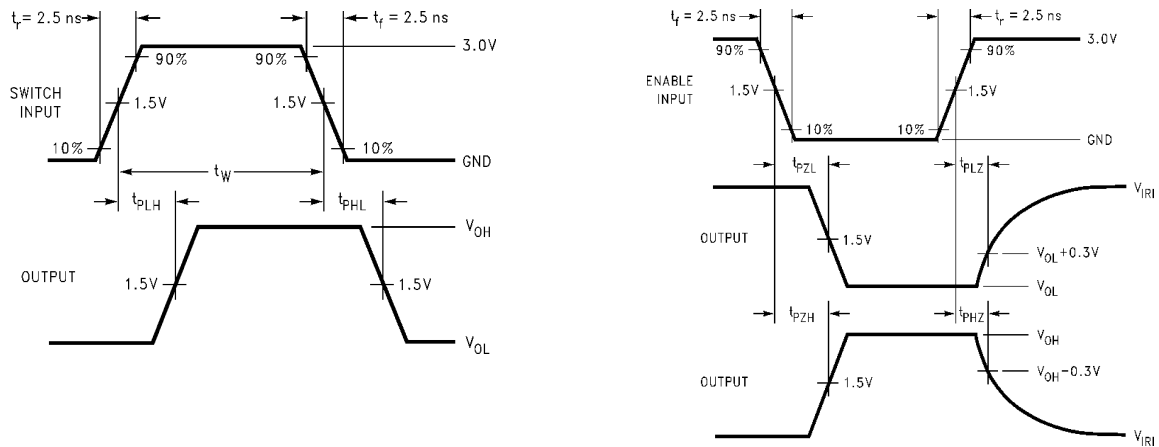 tr = 2.5 ns
tf = 2.5 ns
3.0V
90%
90%
SWITCH
INPUT
1.5V
1.5V
10%
10%
GND
tW
tPLH
tPHL
VOH
OUTPUT
1.5V
1.5V
VOL
tf = 2.5 ns
tr = 2.5 ns
3.0V
90%
90%
ENABLE
INPUT
1.5V
1.5V
10%
10%
GND
tPZL
tPLZ
VIRI
OUTPUT
1.5V
VOL+0.3V
VOL
tPZH
tPHZ
VOH
VOH−0.3V
OUTPUT
1.5V
VIRI